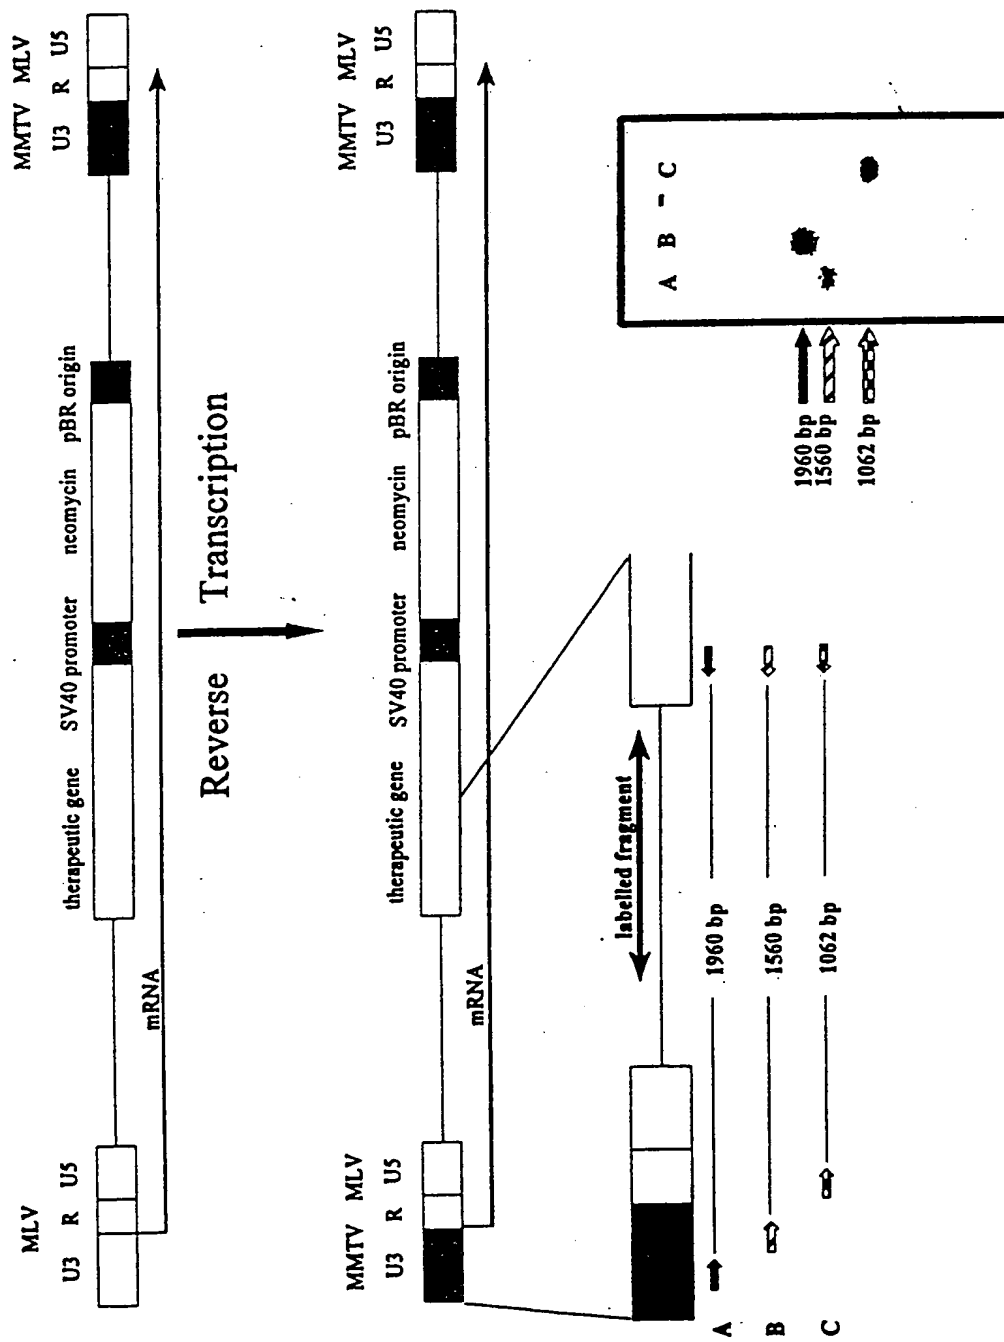 MLV MMTV MLV
U3 R U5 therapeutic gene SV40 promoter neomycin pBR origin U3 R U5
mRNA
Reverse Transcription
MMTV MLV MMTV MLV
U3 R U5 therapeutic gene SV40 promoter neomycin pBR origin U3 R U5
mRNA
labelled fragment
A 1960 bp
B 1560 bp
C 1062 bp
A B - C
1960 bp
1560 bp
1062 bp